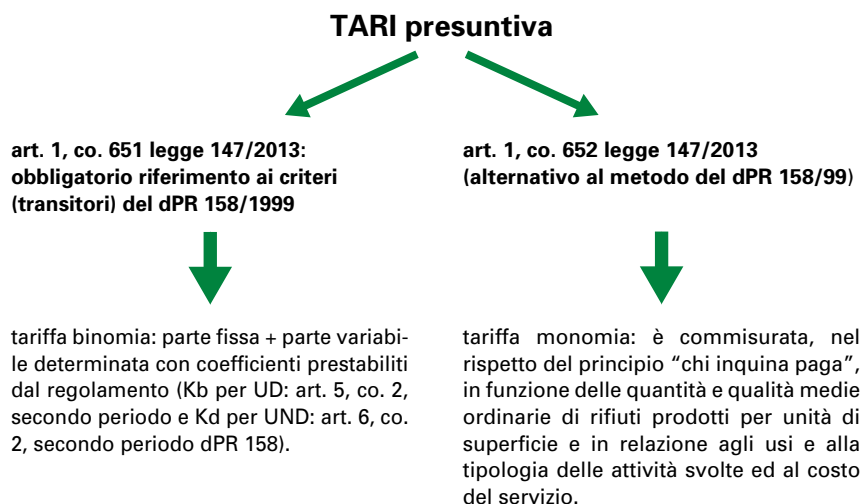 TARI presuntiva
art. 1, co. 651 legge 147/2013:
obbligatorio riferimento ai criteri
(transitori) del dPR 158/1999
tariffa binomia: parte fissa + parte variabi-
le determinata con coefficienti prestabiliti
dal regolamento (Kb per UD: art. 5, co. 2,
secondo periodo e Kd per UND: art. 6, co.
2, secondo periodo dPR 158).
art. 1, co. 652 legge 147/2013
(alternativo al metodo del dPR 158/99)
tariffa monomia: è commisurata, nel
rispetto del principio “chi inquina paga”,
in funzione delle quantità e qualità medie
ordinarie di rifiuti prodotti per unità di
superficie e in relazione agli usi e alla
tipologia delle attività svolte ed al costo
del servizio.